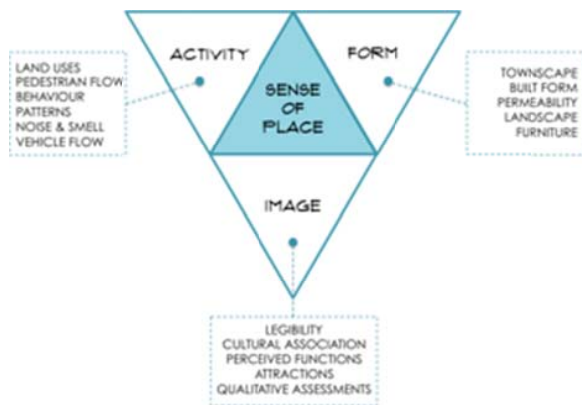 ACTIVITY
FORM
SENSE
OF
PLACE
IMAGE
LAND USES
PEDESTRIAN FLOW
BEHAVIOUR
PATTERNS
NOISE & SMELL
VEHICLE FLOW
TOWNSCAPE
BUILT FORM
PERMEABILITY
LANDSCAPE
FURNITURE
LEGIBILITY
CULTURAL ASSOCIATION
PERCEIVED FUNCTIONS
ATTRACTIONS
QUALITATIVE ASSESSMENTS